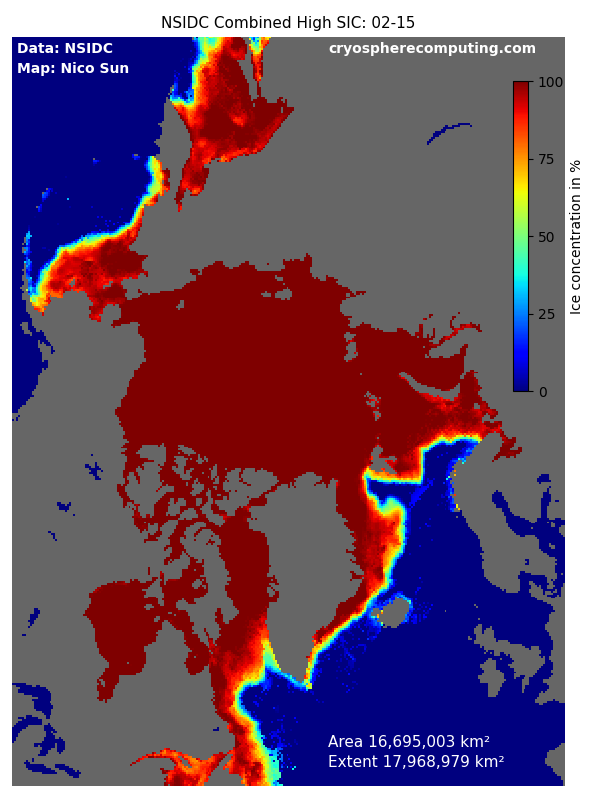 NSIDC Combined High SIC: 02-15
Data: NSIDC
Map: Nico Sun
cryospherecomputing.com
100
75
50
25
0
Ice concentration in %
Area 16,695,003 km²
Extent 17,968,979 km²